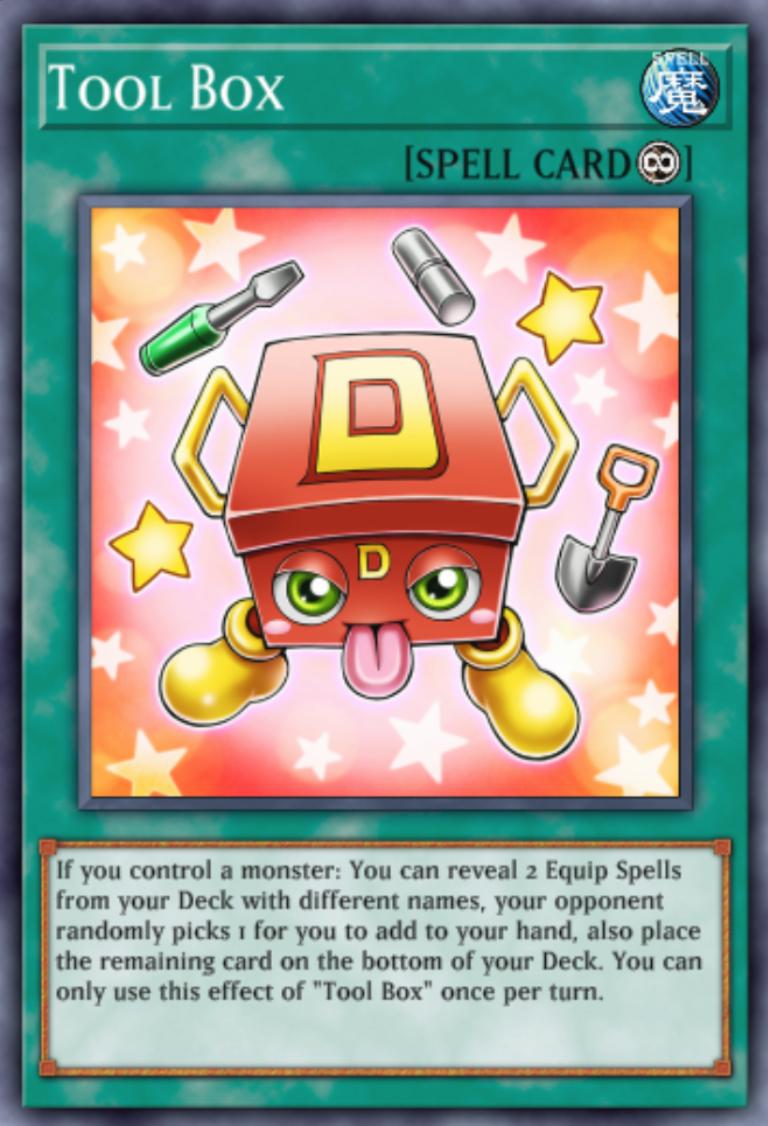 TOOL BOX
SPELL
魔
[SPELL CARD]
D
D
If you control a monster: You can reveal 2 Equip Spells
from your Deck with different names, your opponent
randomly picks 1 for you to add to your hand, also place
the remaining card on the bottom of your Deck. You can
only use this effect of "Tool Box" once per turn.